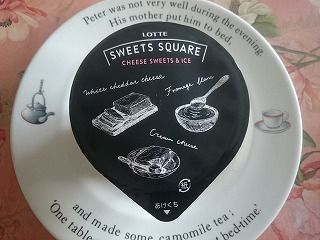 Peter was not very well during the evening.
His mother put him to bed.
LOTTE
SWEETS SQUARE
CHEESE SWEETS & ICE
White cheddar cheese
Fromage blanc
Cream cheese
紙
あけくち
and made some camomile tea;
'One table
bed-time.'